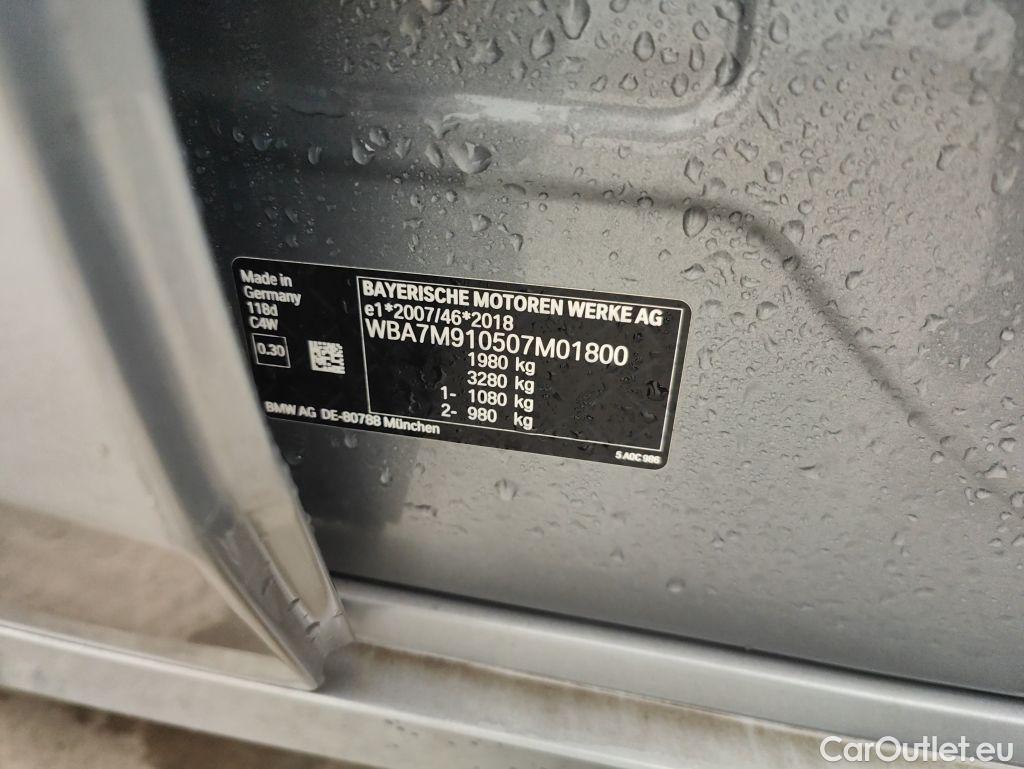 Made in
Germany
118d
C4W
0.30
BAYERISCHE MOTOREN WERKE AG
e1*2007/46*2018
WBA7M910507M01800
1980 kg
3280 kg
1- 1080 kg
2- 980 kg
BMW AG DE-80788 München
5 A0C 986
CarOutlet.eu